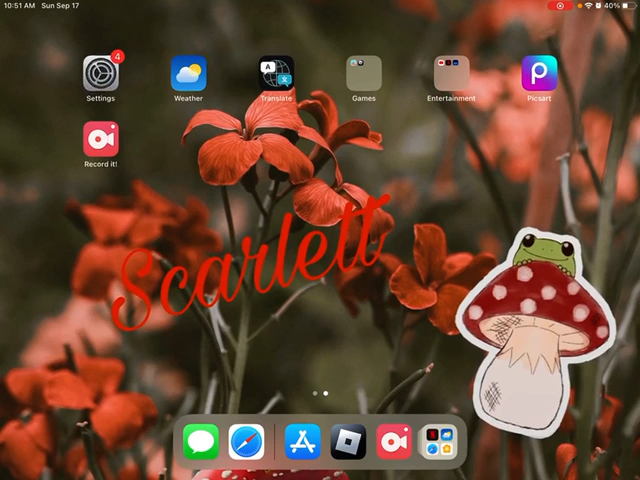 10:51 AM Sun Sep 17
40%
4
Settings
Weather
Translate
Games
Entertainment
Picsart
Record it!
Scarlett